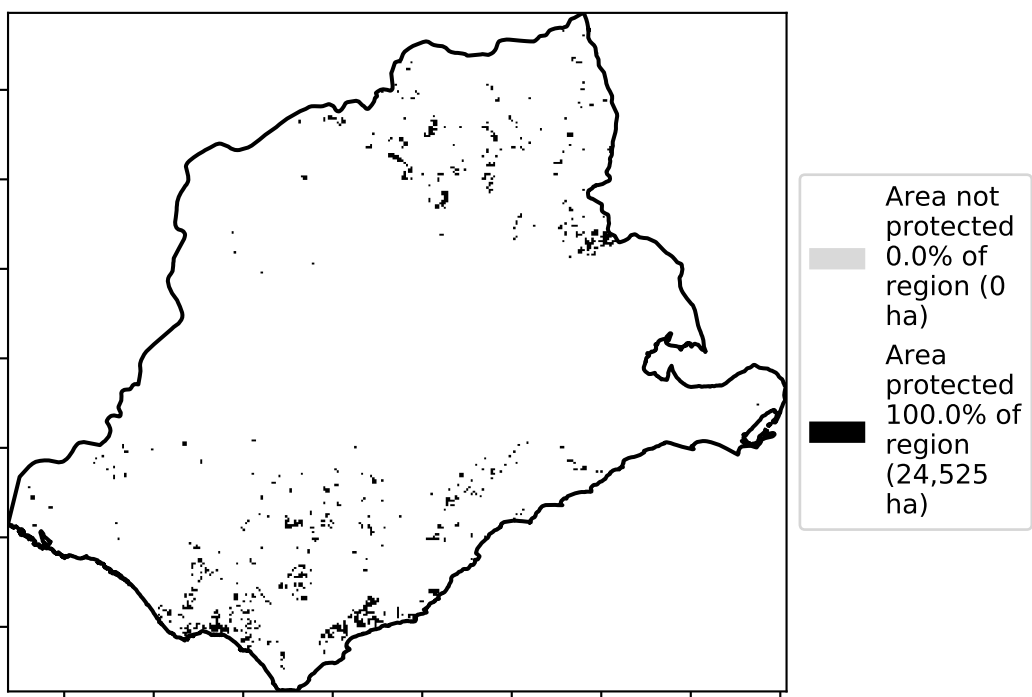 Area not
protected
0.0% of
region (0
ha)
Area
protected
100.0% of
region
(24,525
ha)